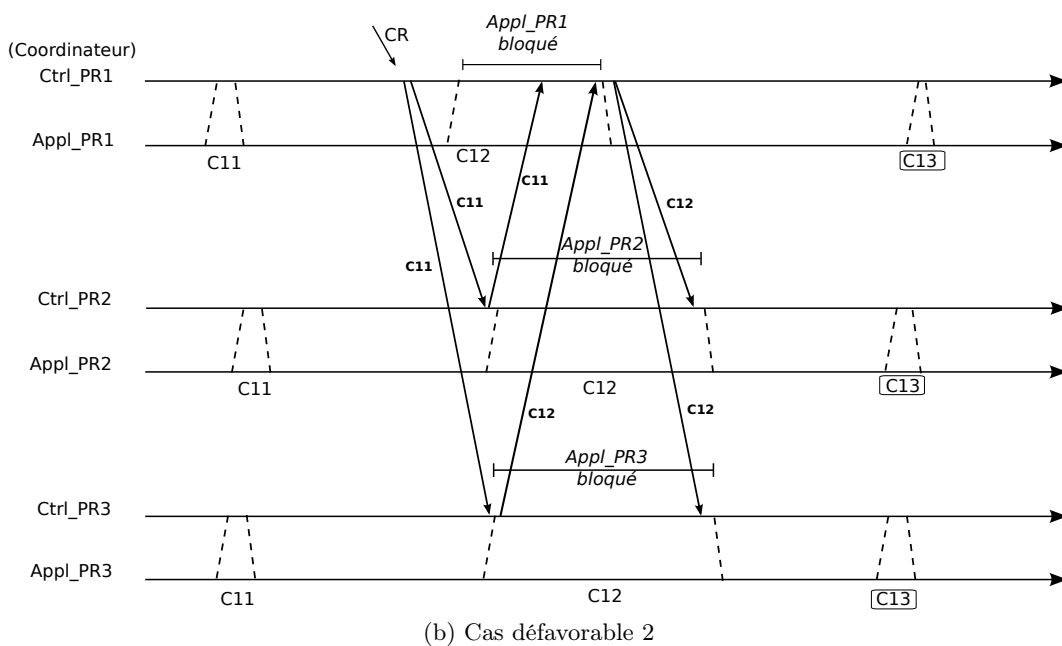 CR
Appl_PR1
bloqué
(Coordinateur)
Ctrl_PR1
Appl_PR1
C11
C12
C13
C11
C11
C12
C11
Appl_PR2
bloqué
Ctrl_PR2
Appl_PR2
C11
C12
C13
C12
C12
Appl_PR3
bloqué
Ctrl_PR3
Appl_PR3
C11
C12
C13
(b) Cas défavorable 2